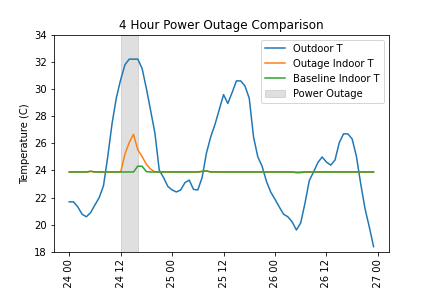 4 Hour Power Outage Comparison
Outdoor T
Outage Indoor T
Baseline Indoor T
Power Outage
Temperature (C)
34
32
30
28
26
24
22
20
18
24 00
24 12
25 00
25 12
26 00
26 12
27 00